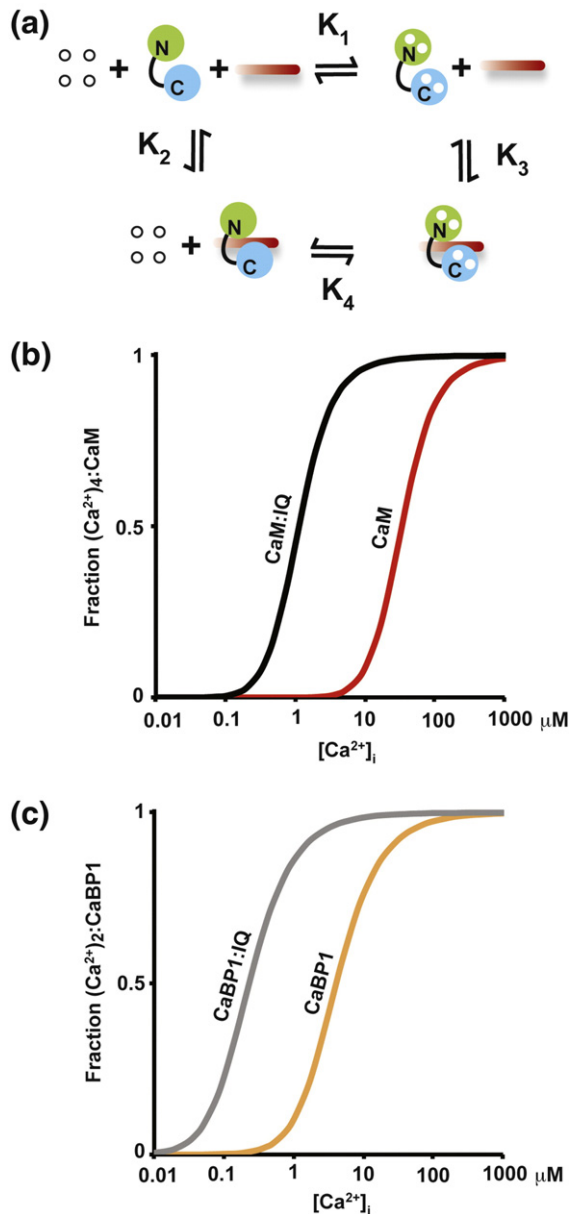 (a)
N + C + K1 N C +
K2 K3
N C + K4 N C
(b)
1
0.5
0
Fraction (Ca²⁺)₄:CaM
CaM:IQ
CaM
0.01 0.1 1 10 100 1000 μM
[Ca²⁺]ᵢ
(c)
1
0.5
0
Fraction (Ca²⁺)₂:CaBP1
CaBP1:IQ
CaBP1
0.01 0.1 1 10 100 1000 μM
[Ca²⁺]ᵢ